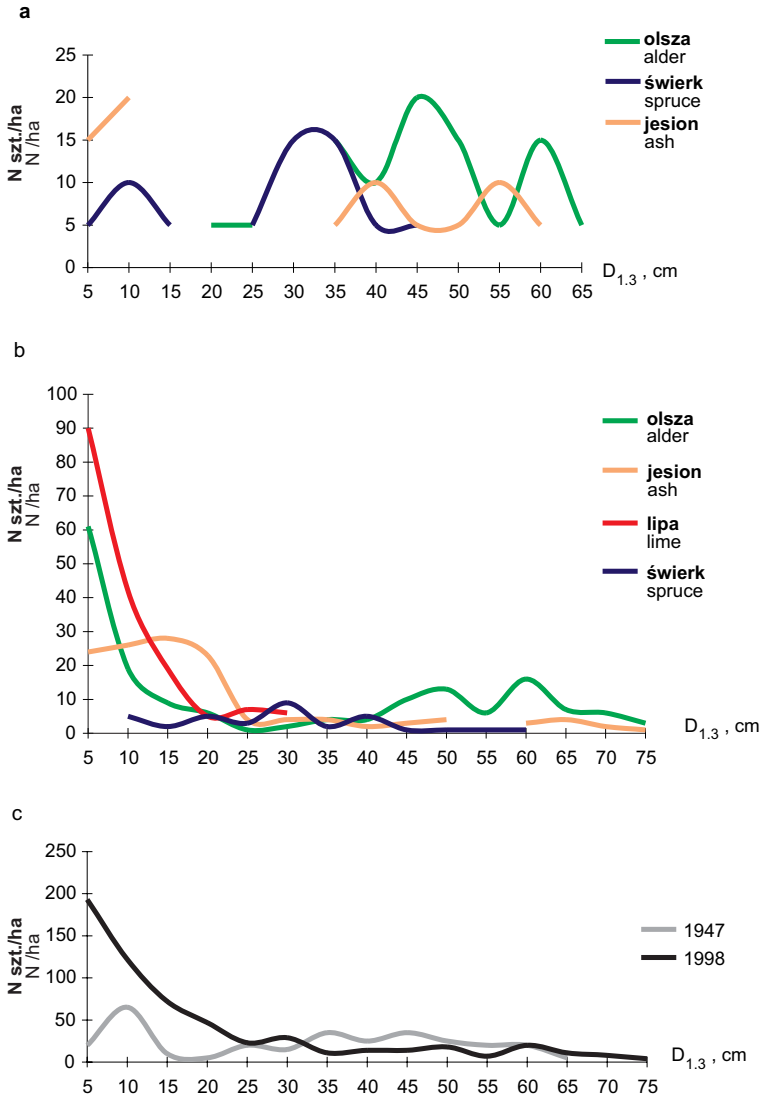 a
N szt./ha
N /ha
25
20
15
10
5
0
5 10 15 20 25 30 35 40 45 50 55 60 65
D1.3 , cm
olsza
alder
świerk
spruce
jesion
ash
b
N szt./ha
N /ha
100
90
80
70
60
50
40
30
20
10
0
5 10 15 20 25 30 35 40 45 50 55 60 65 70 75
D1.3 , cm
olsza
alder
jesion
ash
lipa
lime
świerk
spruce
c
N szt./ha
N /ha
250
200
150
100
50
0
5 10 15 20 25 30 35 40 45 50 55 60 65 70 75
D1.3 , cm
1947
1998